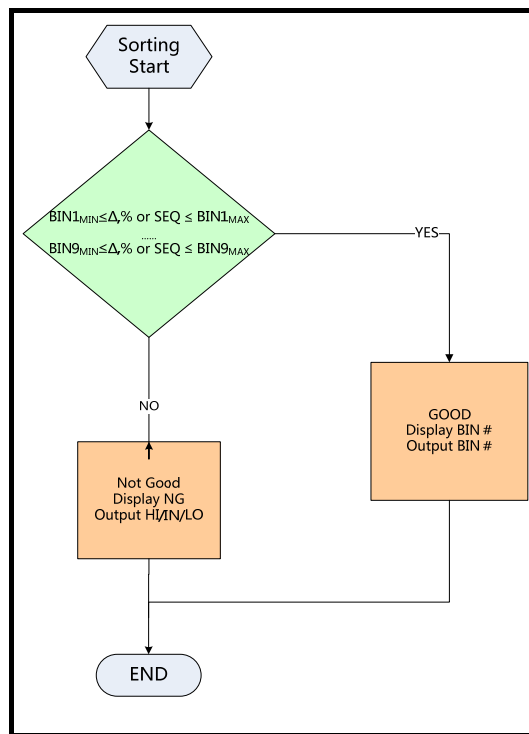 Sorting
Start
BIN1MIN≤Δ,% or SEQ ≤ BIN1MAX
......
BIN9MIN≤Δ,% or SEQ ≤ BIN9MAX
YES
NO
GOOD
Display BIN #
Output BIN #
Not Good
Display NG
Output HI/IN/LO
END